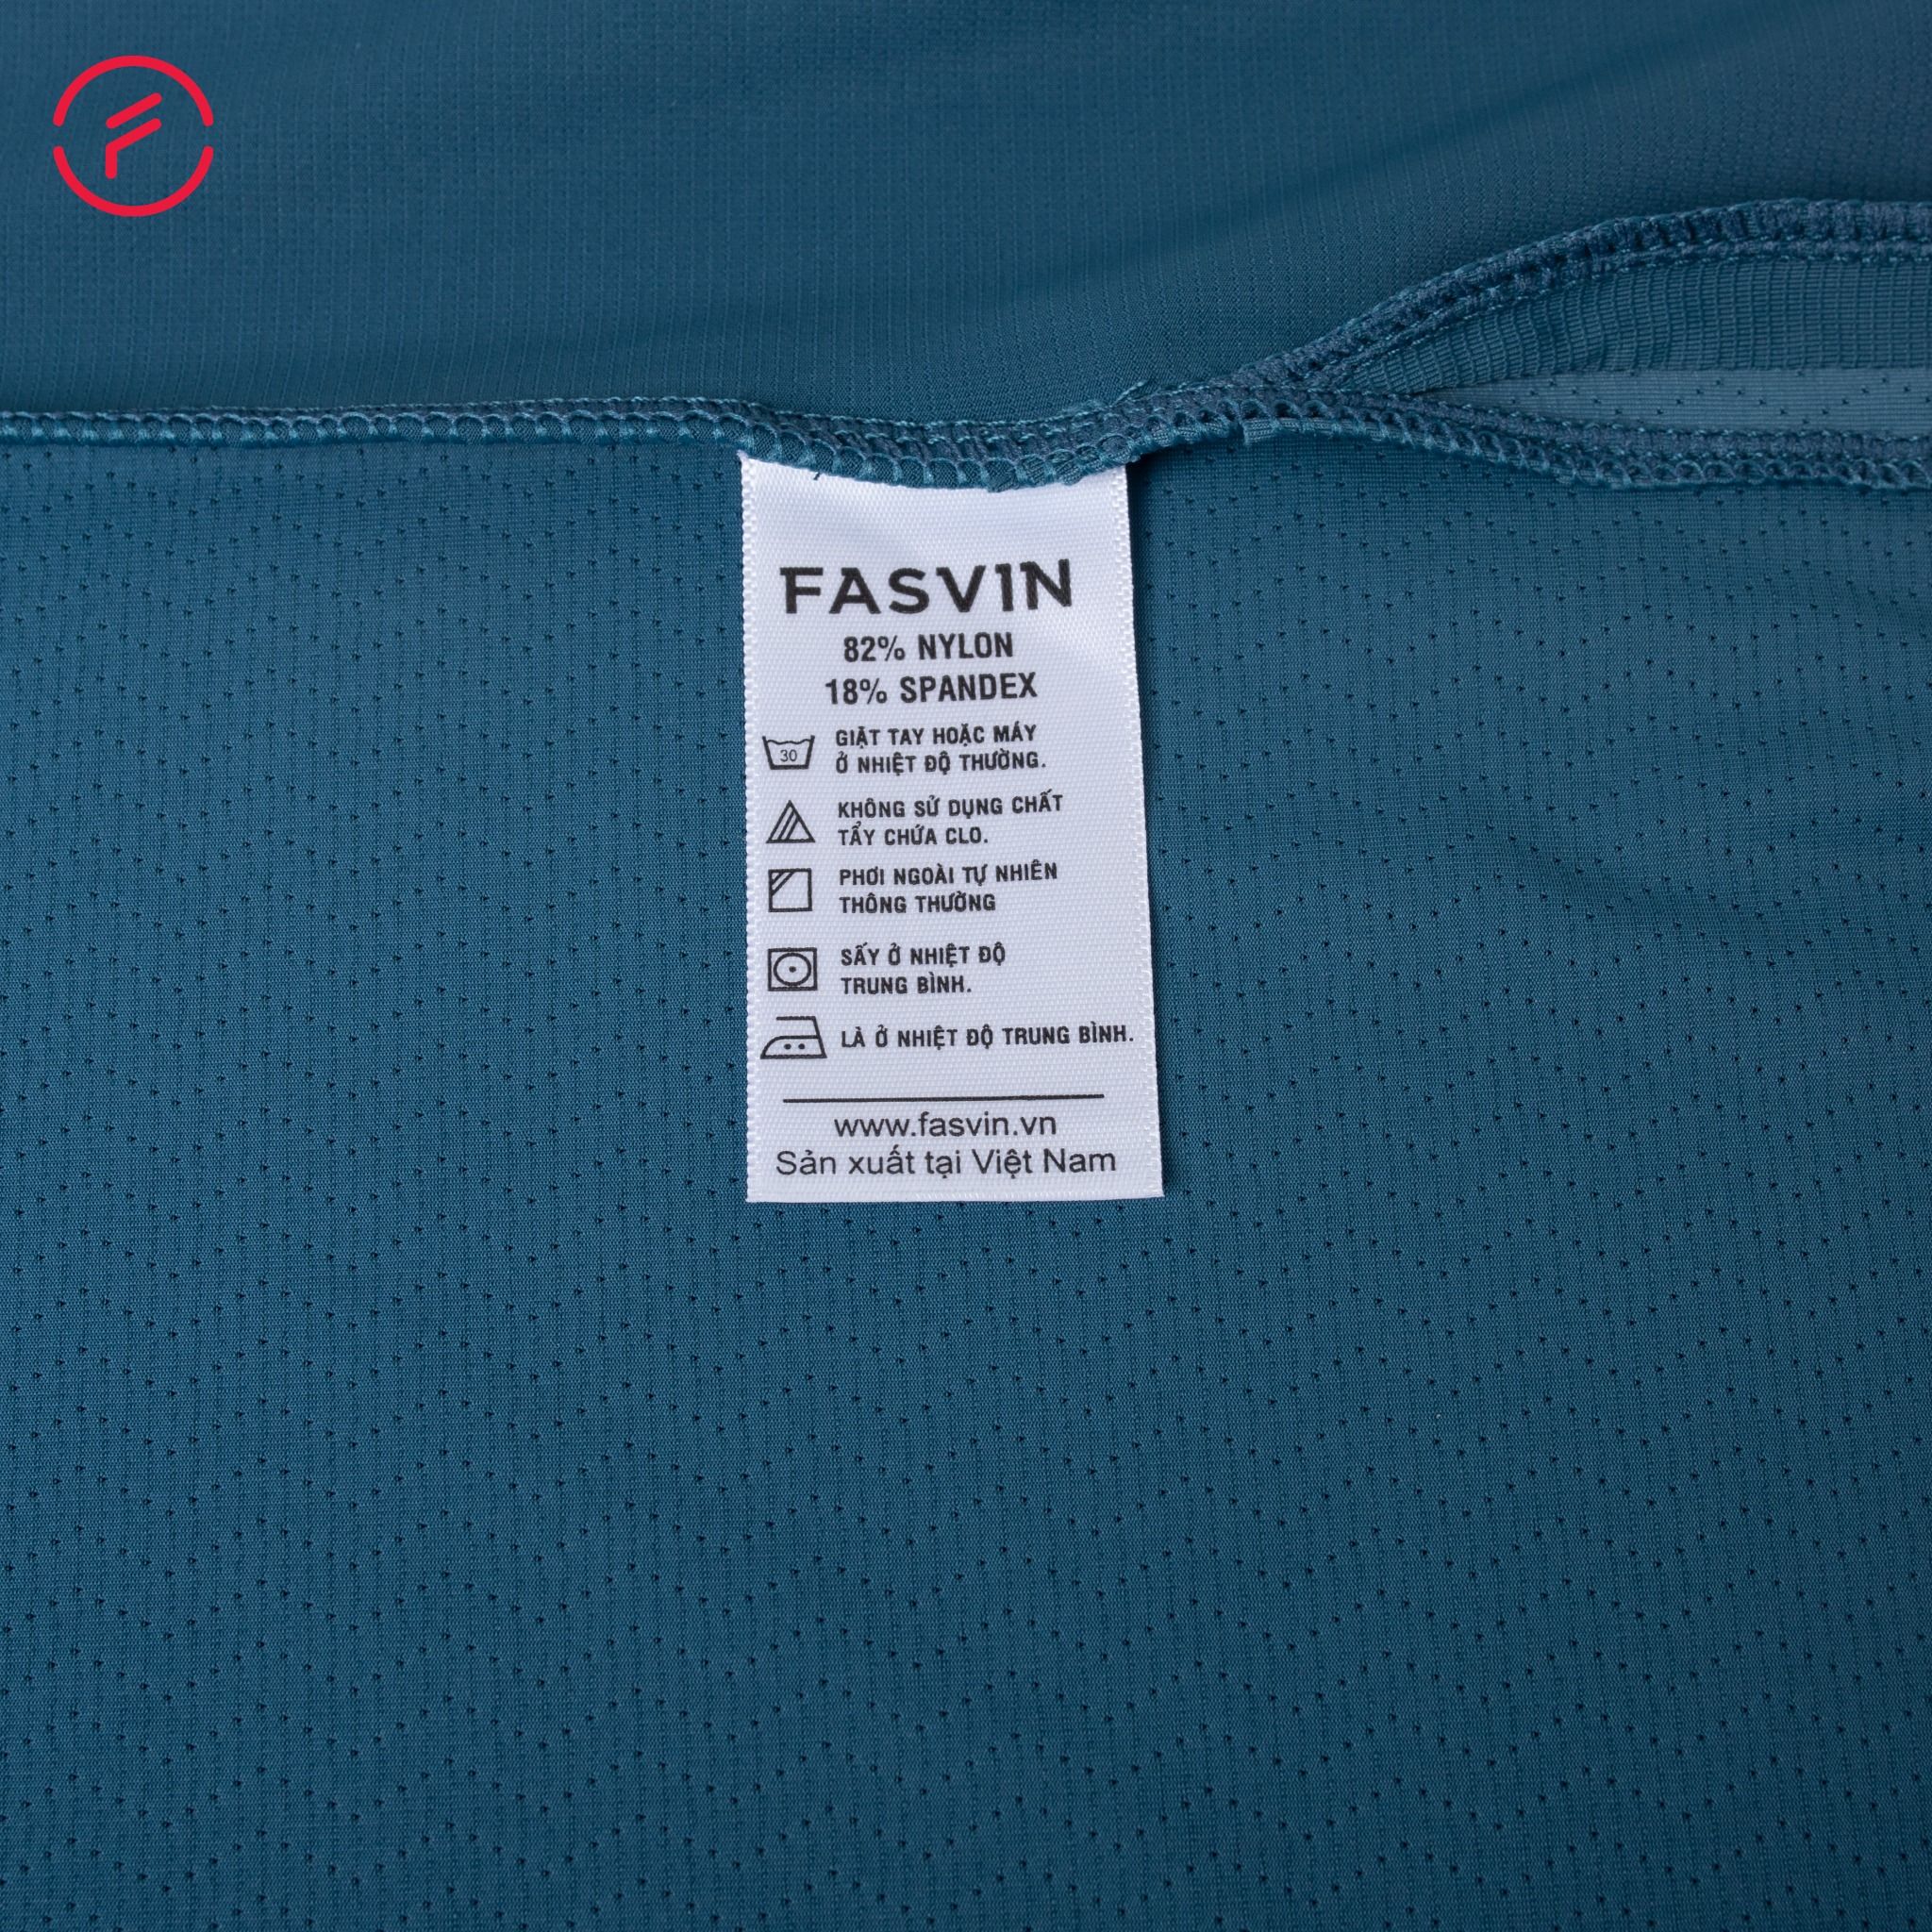 FASVIN
82% NYLON
18% SPANDEX
30
GIẶT TAY HOẶC MÁY
Ở NHIỆT ĐỘ THƯỜNG.
KHÔNG SỬ DỤNG CHẤT
TẨY CHỨA CLO.
PHƠI NGOÀI TỰ NHIÊN
THÔNG THƯỜNG
SẤY Ở NHIỆT ĐỘ
TRUNG BÌNH.
LÀ Ở NHIỆT ĐỘ TRUNG BÌNH.
www.fasvin.vn
Sản xuất tại Việt Nam